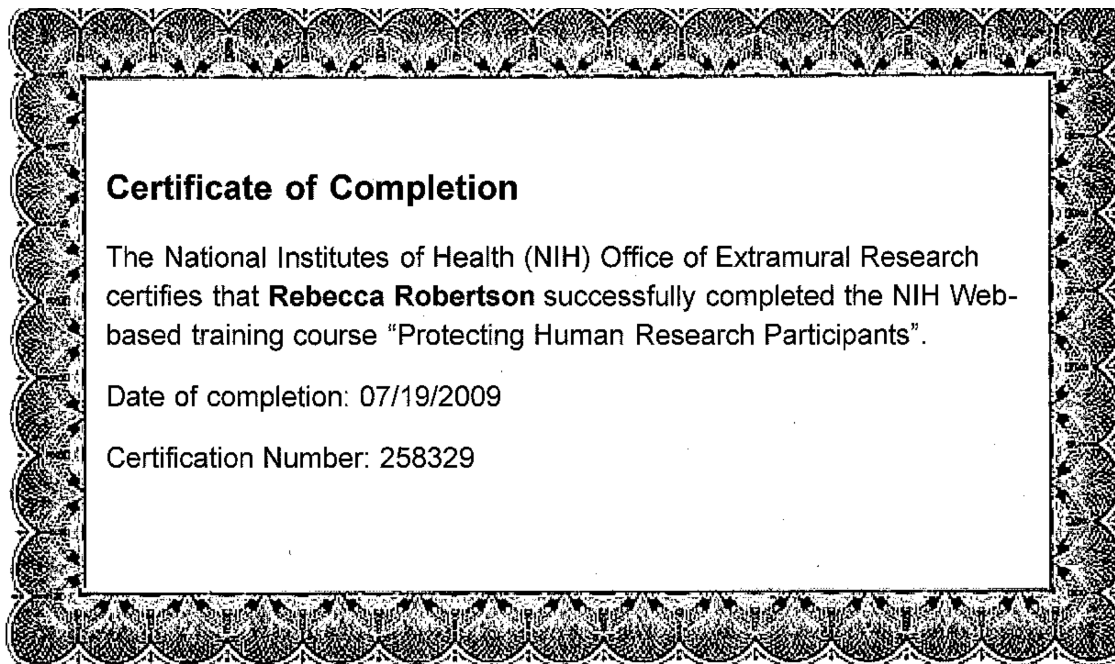 Certificate of Completion
The National Institutes of Health (NIH) Office of Extramural Research
certifies that Rebecca Robertson successfully completed the NIH Web-
based training course “Protecting Human Research Participants”.
Date of completion: 07/19/2009
Certification Number: 258329